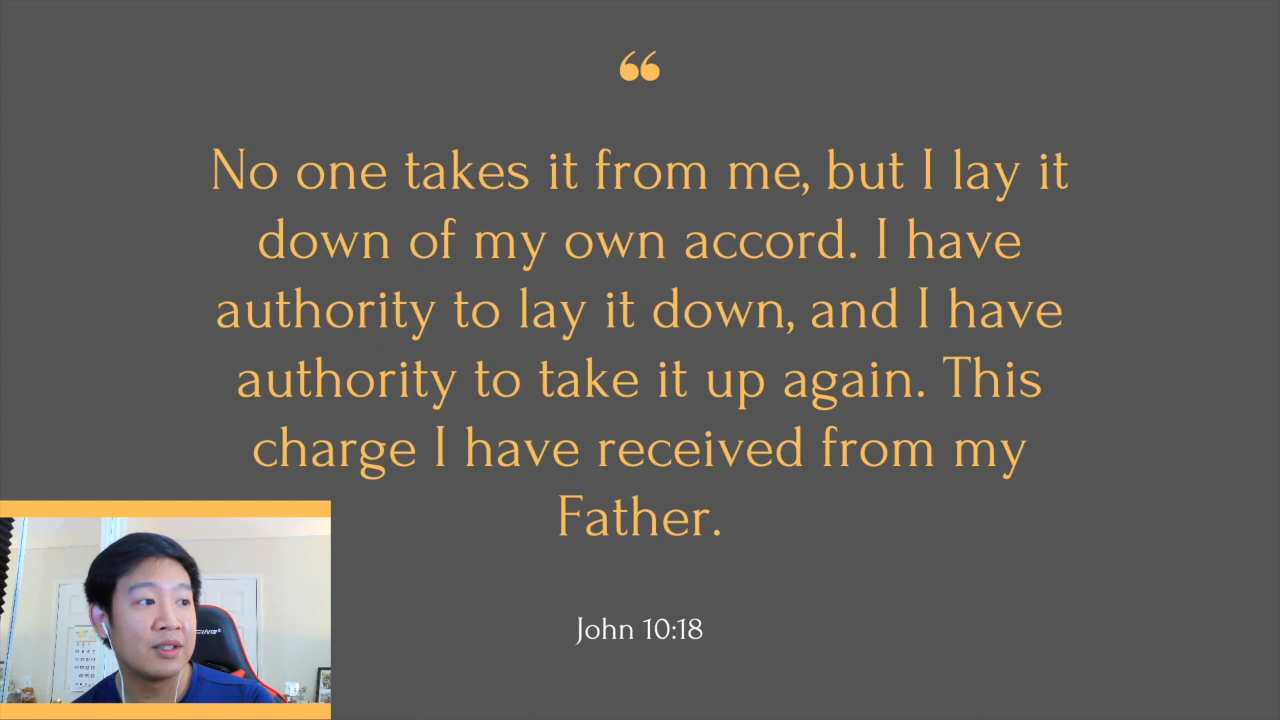 “
No one takes it from me, but I lay it
down of my own accord. I have
authority to lay it down, and I have
authority to take it up again. This
charge I have received from my
Father.
John 10:18